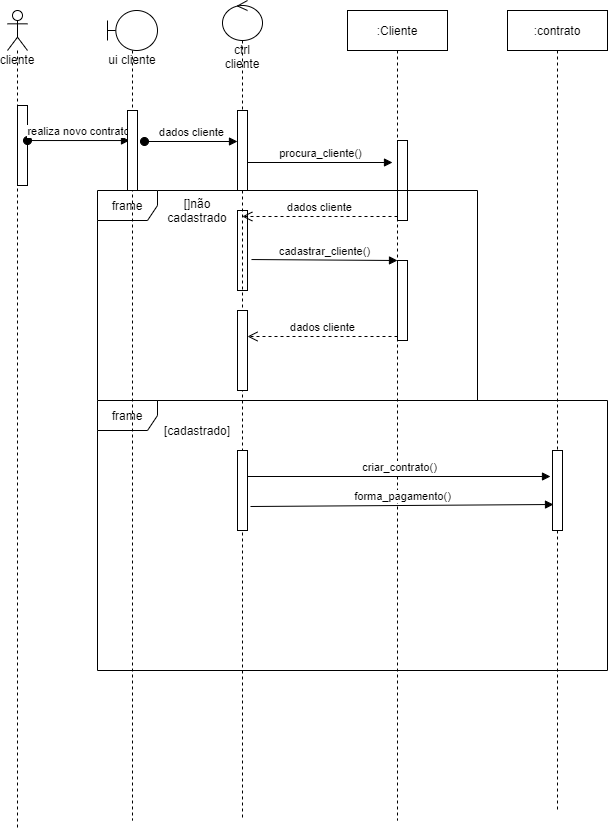 cliente
ui cliente
ctrl
cliente
:Cliente
:contrato
realiza novo contrato
dados cliente
procura_cliente()
frame
[]não
cadastrado
dados cliente
cadastrar_cliente()
dados cliente
frame
[cadastrado]
criar_contrato()
forma_pagamento()